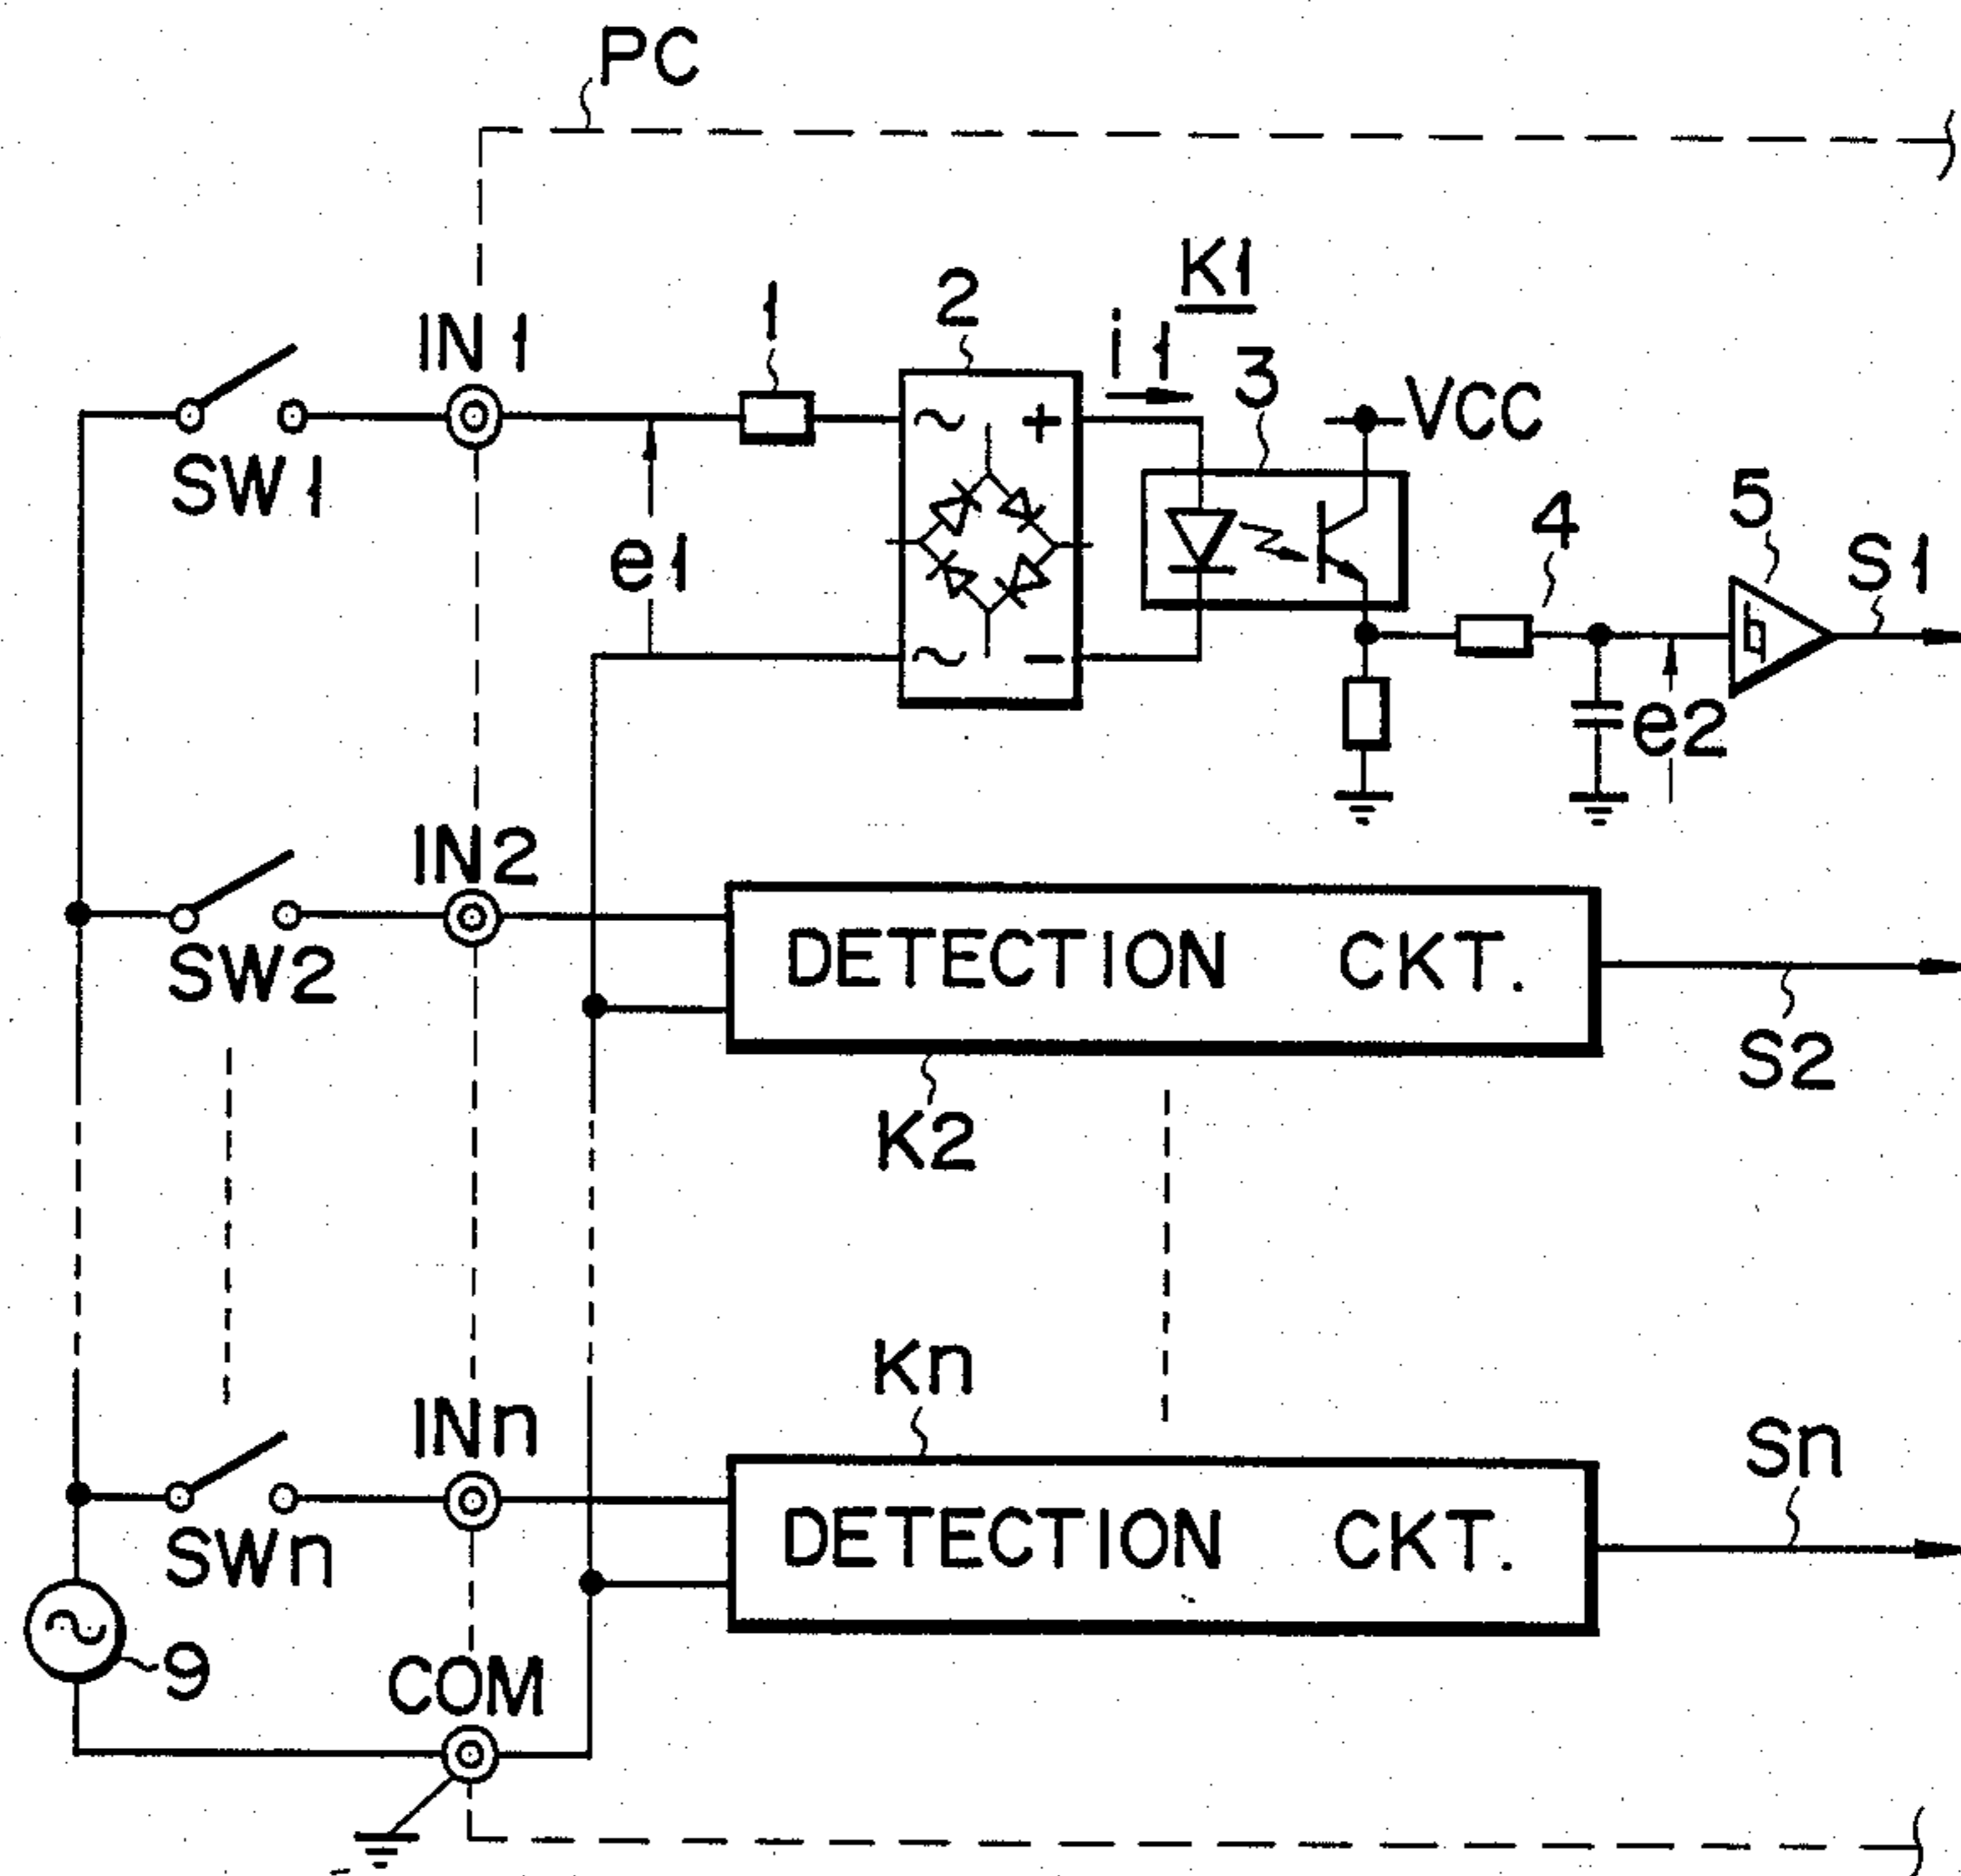 PC
K1
1
2
i1
IN1
3
VCC
SW1
e1
4
5
S1
e2
IN2
SW2
DETECTION CKT.
S2
K2
Kn
INn
Sn
SWn
DETECTION CKT.
9
COM